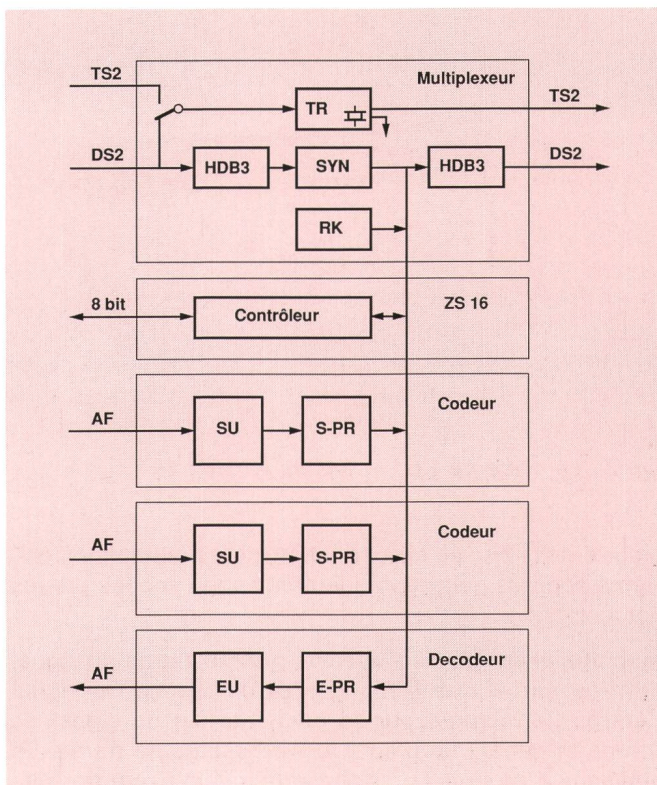 TS2
Multiplexeur
TR
TS2
DS2
HDB3
SYN
HDB3
DS2
RK
8 bit
Contrôleur
ZS 16
AF
SU
S-PR
Codeur
AF
SU
S-PR
Codeur
AF
EU
E-PR
Decodeur